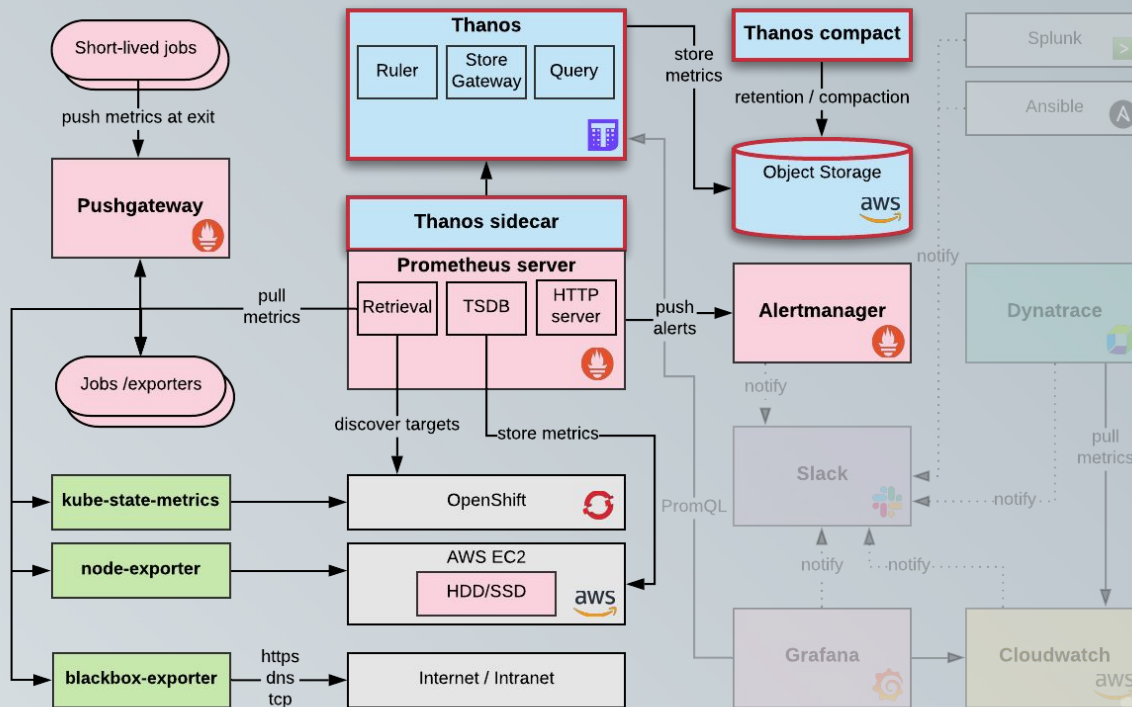 Short-lived jobs
push metrics at exit
Pushgateway
Jobs /exporters
kube-state-metrics
node-exporter
blackbox-exporter
pull
metrics
https
dns
tcp
Thanos
Ruler
Store
Gateway
Query
Thanos sidecar
Prometheus server
Retrieval
TSDB
HTTP
server
discover targets
store metrics
OpenShift
AWS EC2
HDD/SSD
aws
Internet / Intranet
store
metrics
Thanos compact
retention / compaction
Object Storage
aws
push
alerts
Alertmanager
notify
Slack
PromQL
notify
notify
Grafana
Splunk
Ansible
notify
Dynatrace
pull
metrics
notify
Cloudwatch
aws